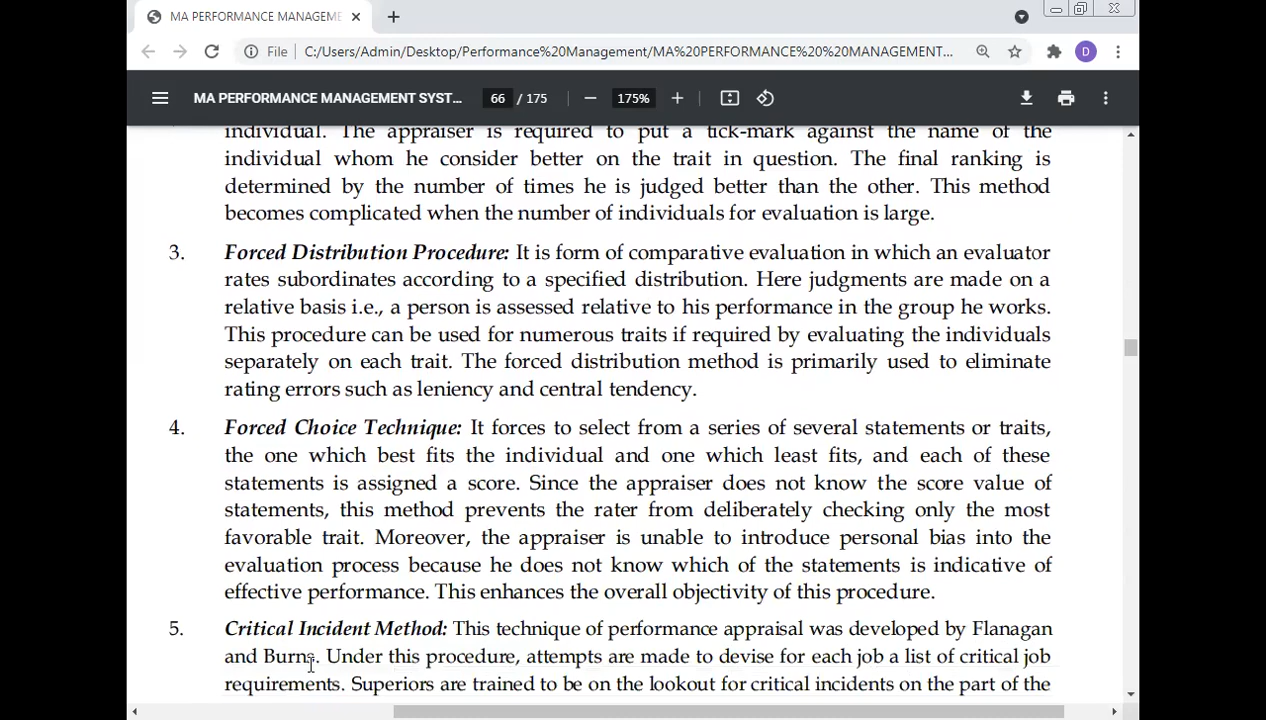 MA PERFORMANCE MANAGEME
File C:/Users/Admin/Desktop/Performance%20Management/MA%20PERFORMANCE%20%20MANAGEMENT...
D
MA PERFORMANCE MANAGEMENT SYST... 66 / 175 175%
individual. The appraiser is required to put a tick-mark against the name of the
individual whom he consider better on the trait in question. The final ranking is
determined by the number of times he is judged better than the other. This method
becomes complicated when the number of individuals for evaluation is large.
3. Forced Distribution Procedure: It is form of comparative evaluation in which an evaluator
rates subordinates according to a specified distribution. Here judgments are made on a
relative basis i.e., a person is assessed relative to his performance in the group he works.
This procedure can be used for numerous traits if required by evaluating the individuals
separately on each trait. The forced distribution method is primarily used to eliminate
rating errors such as leniency and central tendency.
4. Forced Choice Technique: It forces to select from a series of several statements or traits,
the one which best fits the individual and one which least fits, and each of these
statements is assigned a score. Since the appraiser does not know the score value of
statements, this method prevents the rater from deliberately checking only the most
favorable trait. Moreover, the appraiser is unable to introduce personal bias into the
evaluation process because he does not know which of the statements is indicative of
effective performance. This enhances the overall objectivity of this procedure.
5. Critical Incident Method: This technique of performance appraisal was developed by Flanagan
and Burns. Under this procedure, attempts are made to devise for each job a list of critical job
requirements. Superiors are trained to be on the lookout for critical incidents on the part of the